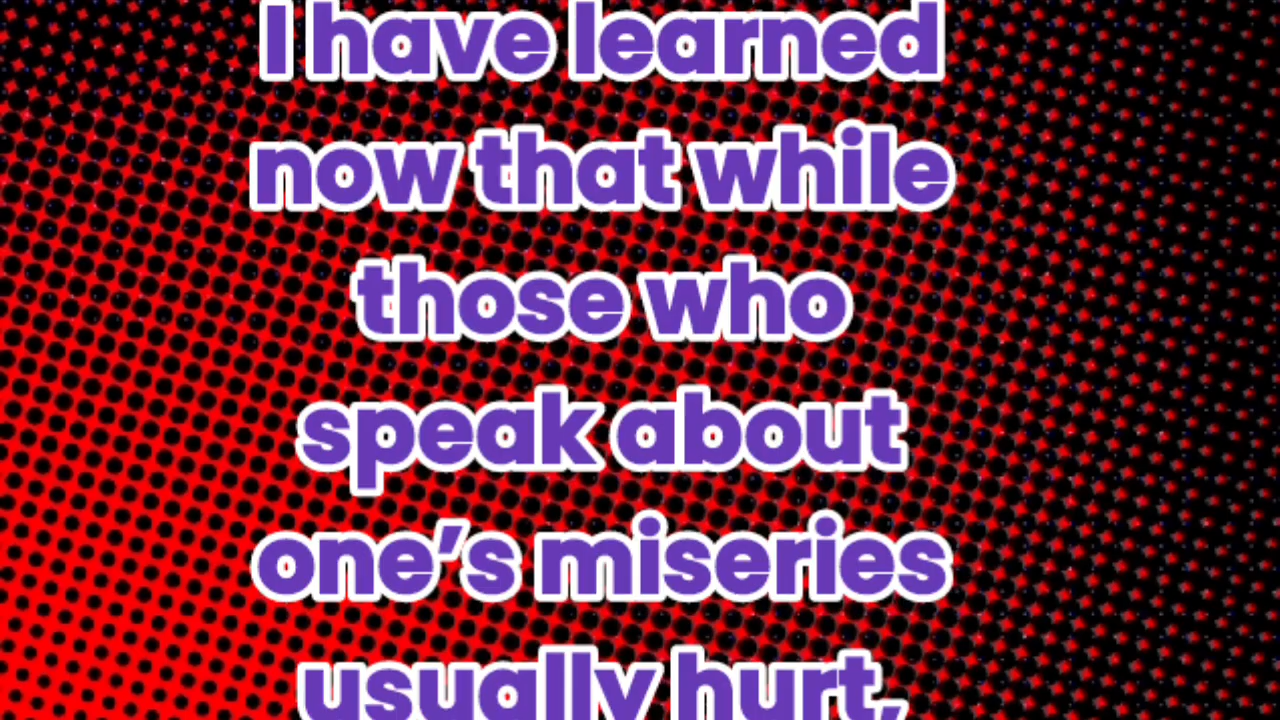 I have learned
now that while
those who
speak about
one’s miseries
usually hurt,